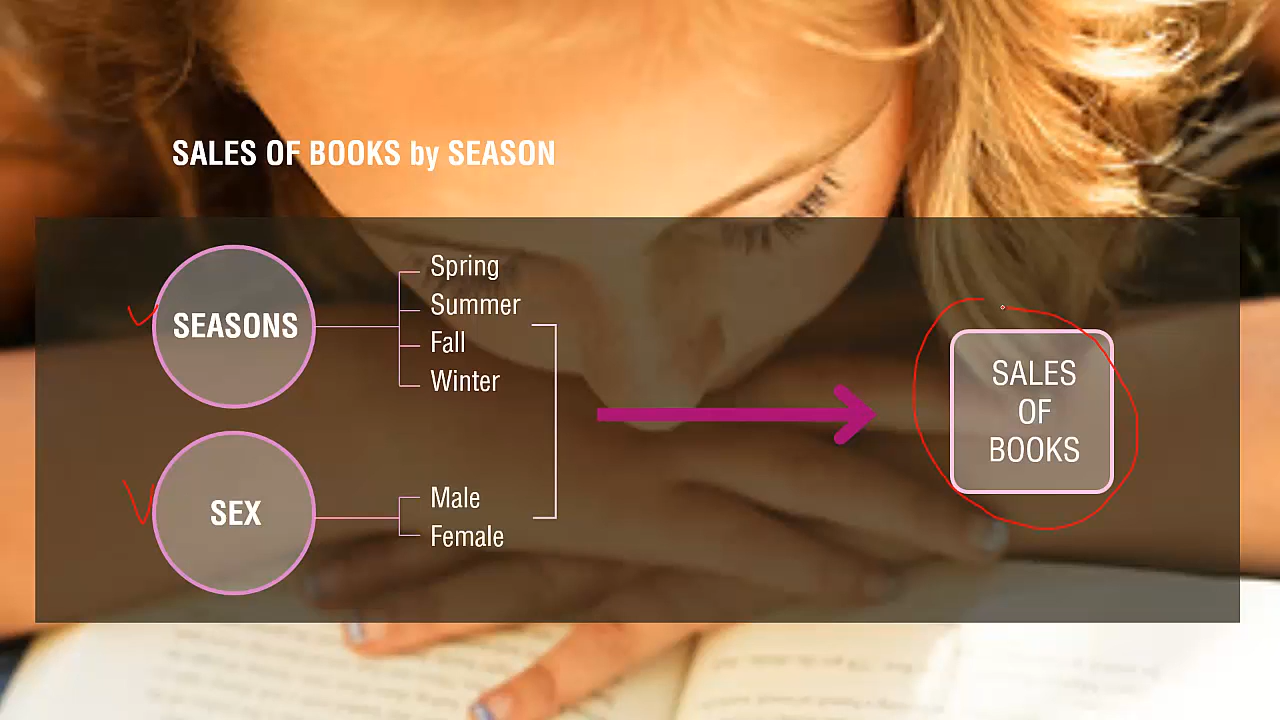 SALES OF BOOKS by SEASON
SEASONS
Spring
Summer
Fall
Winter
SEX
Male
Female
SALES
OF
BOOKS